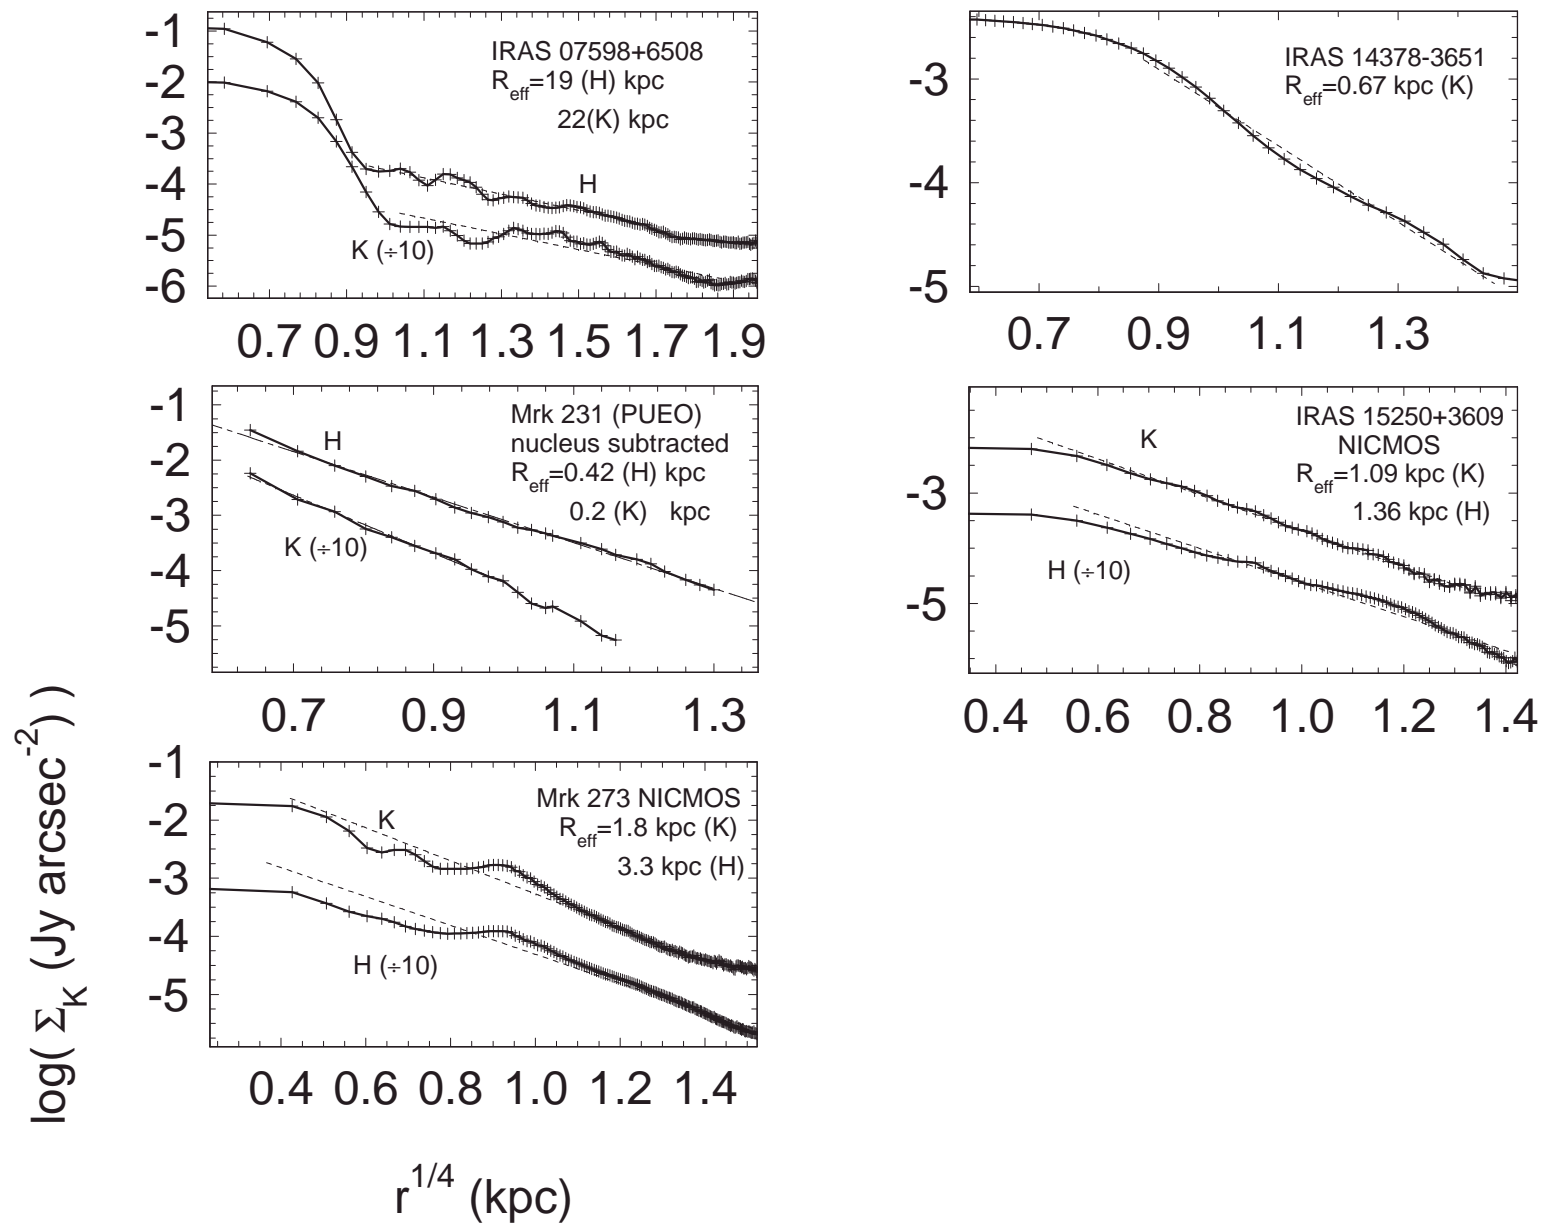 IRAS 07598+6508
R_eff=19 (H) kpc
22(K) kpc
H
K (÷10)
-1
-2
-3
-4
-5
-6
0.7 0.9 1.1 1.3 1.5 1.7 1.9
IRAS 14378-3651
R_eff=0.67 kpc (K)
-3
-4
-5
0.7 0.9 1.1 1.3
Mrk 231 (PUEO)
nucleus subtracted
R_eff=0.42 (H) kpc
0.2 (K) kpc
H
K (÷10)
-1
-2
-3
-4
-5
0.7 0.9 1.1 1.3
IRAS 15250+3609
NICMOS
R_eff=1.09 kpc (K)
1.36 kpc (H)
K
H (÷10)
-3
-5
0.4 0.6 0.8 1.0 1.2 1.4
Mrk 273 NICMOS
R_eff=1.8 kpc (K)
3.3 kpc (H)
K
H (÷10)
-1
-2
-3
-4
-5
0.4 0.6 0.8 1.0 1.2 1.4
log( Σ_K (Jy arcsec^-2) )
r^1/4 (kpc)